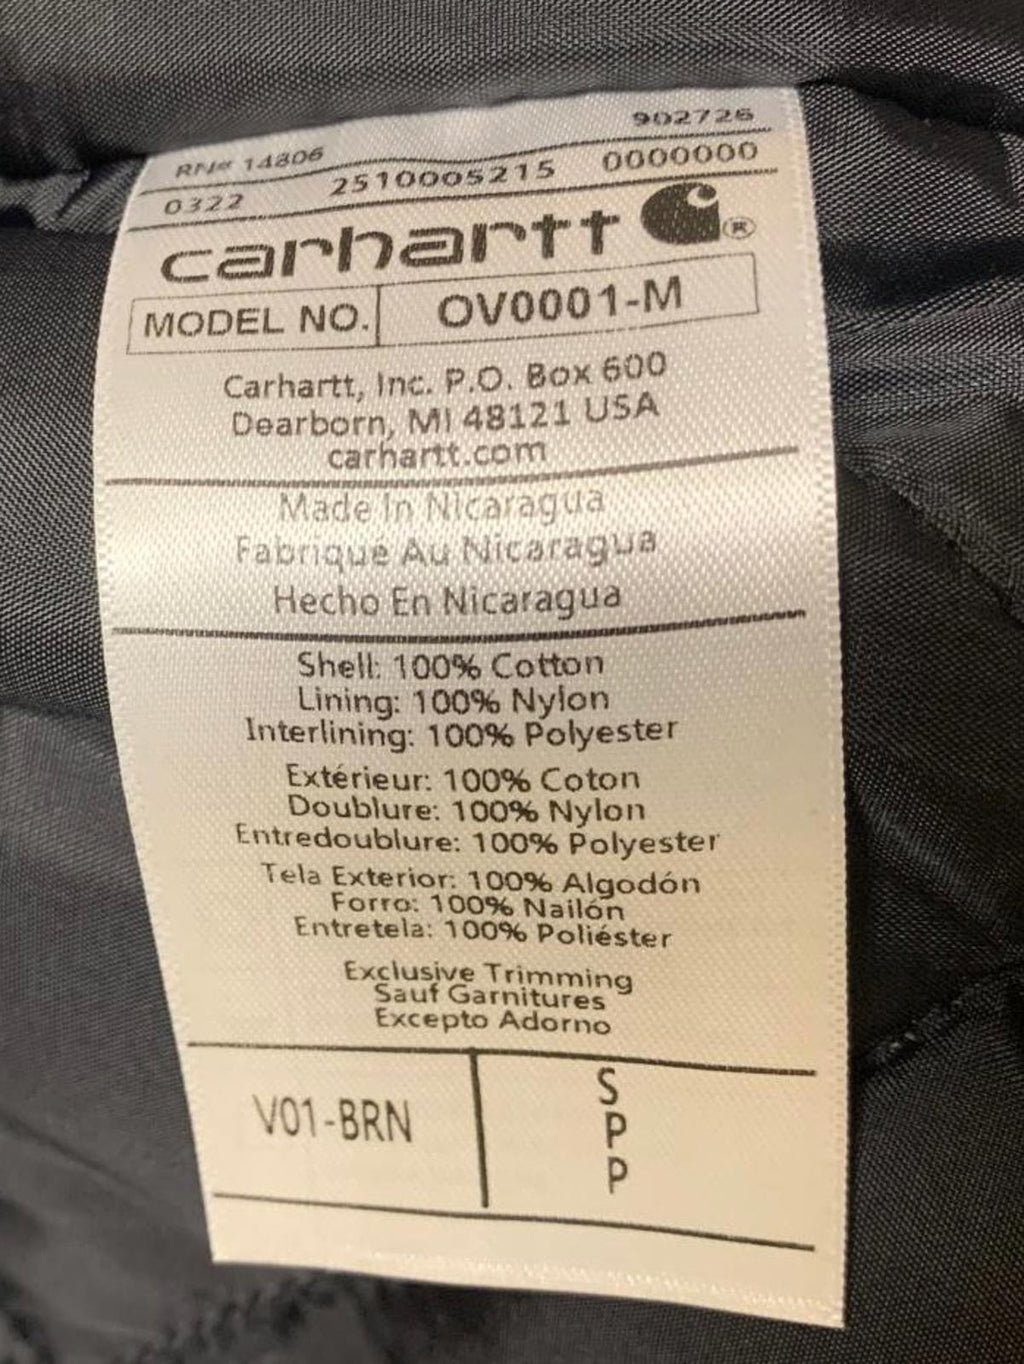 RN# 14806 902726
0322 2510005215 0000000
carhartt ®
MODEL NO. OV0001-M
Carhartt, Inc. P.O. Box 600
Dearborn, MI 48121 USA
carhartt.com
Made In Nicaragua
Fabriqué Au Nicaragua
Hecho En Nicaragua
Shell: 100% Cotton
Lining: 100% Nylon
Interlining: 100% Polyester
Extérieur: 100% Coton
Doublure: 100% Nylon
Entredoublure: 100% Polyester
Tela Exterior: 100% Algodón
Forro: 100% Nailón
Entretela: 100% Poliéster
Exclusive Trimming
Sauf Garnitures
Excepto Adorno
V01-BRN
S
P
P